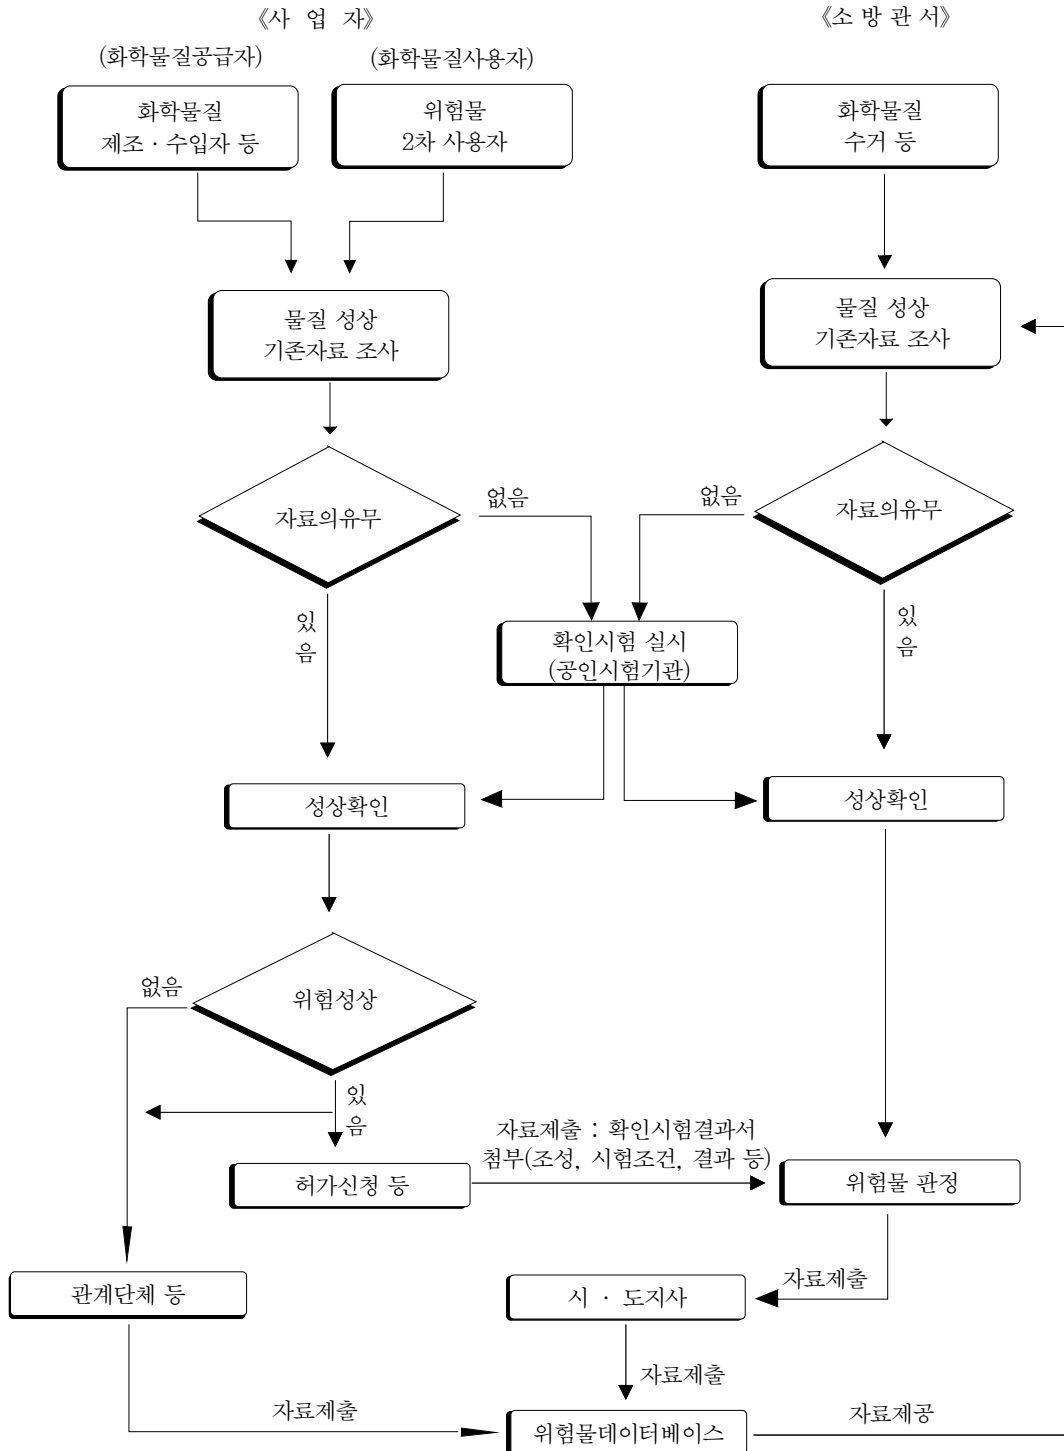 《사 업 자》
《소 방 관 서》
(화학물질공급자)
(화학물질사용자)
화학물질
제조 · 수입자 등
위험물
2차 사용자
화학물질
수거 등
물질 성상
기존자료 조사
물질 성상
기존자료 조사
자료의유무
없음
없음
자료의유무
있
음
확인시험 실시
(공인시험기관)
있
음
성상확인
성상확인
없음
위험성상
있
음
자료제출 : 확인시험결과서
첨부(조성, 시험조건, 결과 등)
허가신청 등
위험물 판정
관계단체 등
시 · 도지사
자료제출
자료제출
자료제출
위험물데이터베이스
자료제공